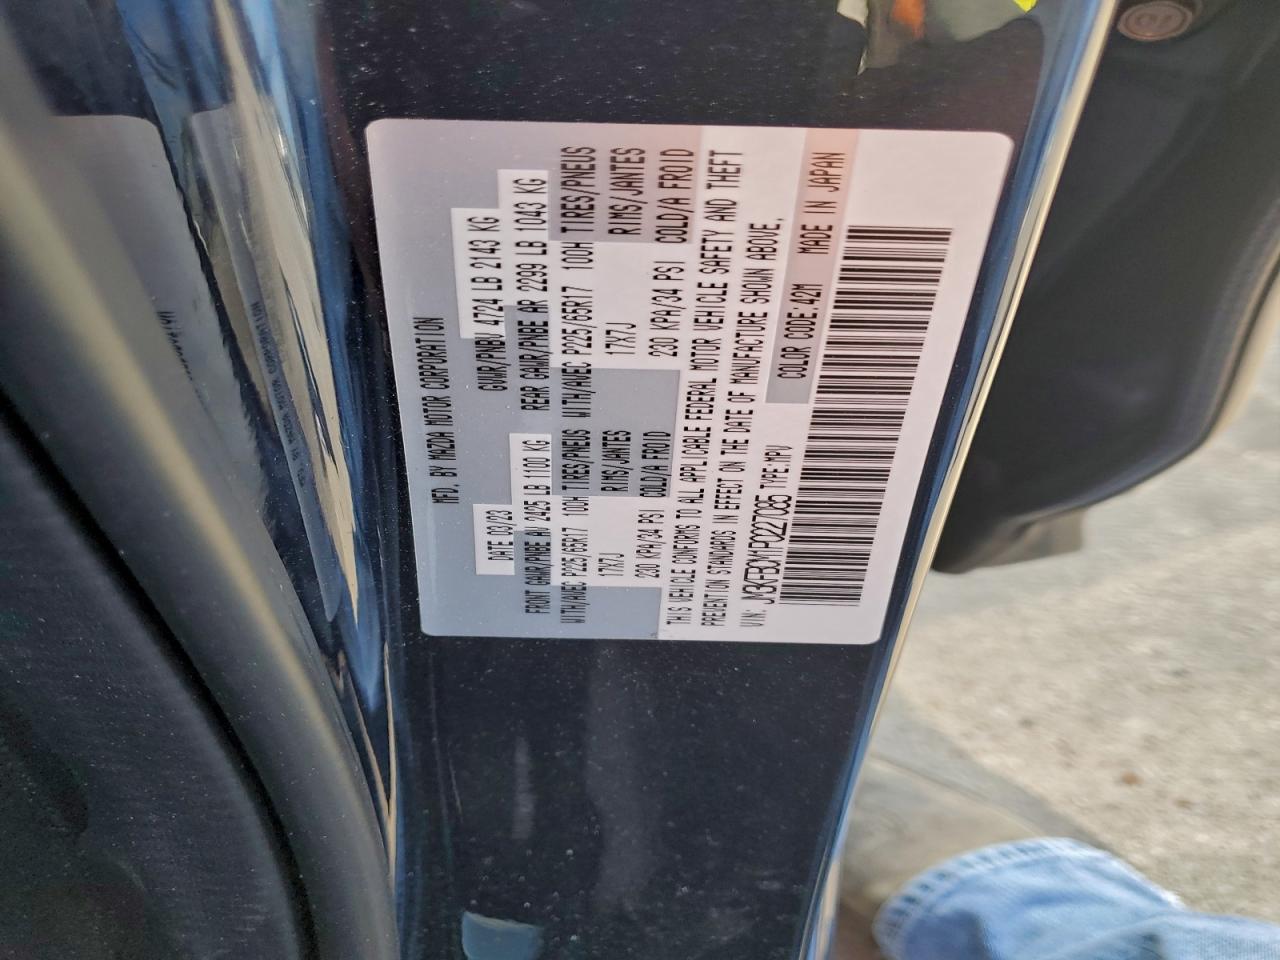 MFD. BY MAZDA MOTOR CORPORATION
DATE 03/23 GVWR/PNBV 4724 LB 2143 KG
FRONT GAWR/PNBE AV 2425 LB 1100 KG REAR GAWR/PNBE AR 2299 LB 1043 KG
WITH/AVEC P225/65R17 100H TIRES/PNEUS WITH/AVEC P225/65R17 100H TIRES/PNEUS
17X7J RIMS/JANTES 17X7J RIMS/JANTES
230 KPA/34 PSI COLD/A FROID 230 KPA/34 PSI COLD/A FROID
THIS VEHICLE CONFORMS TO ALL APPLICABLE FEDERAL MOTOR VEHICLE SAFETY AND THEFT
PREVENTION STANDARDS IN EFFECT ON THE DATE OF MANUFACTURE SHOWN ABOVE.
VIN: JM3KFBCM1P0227085 TYPE:MPV COLOR CODE:42M MADE IN JAPAN